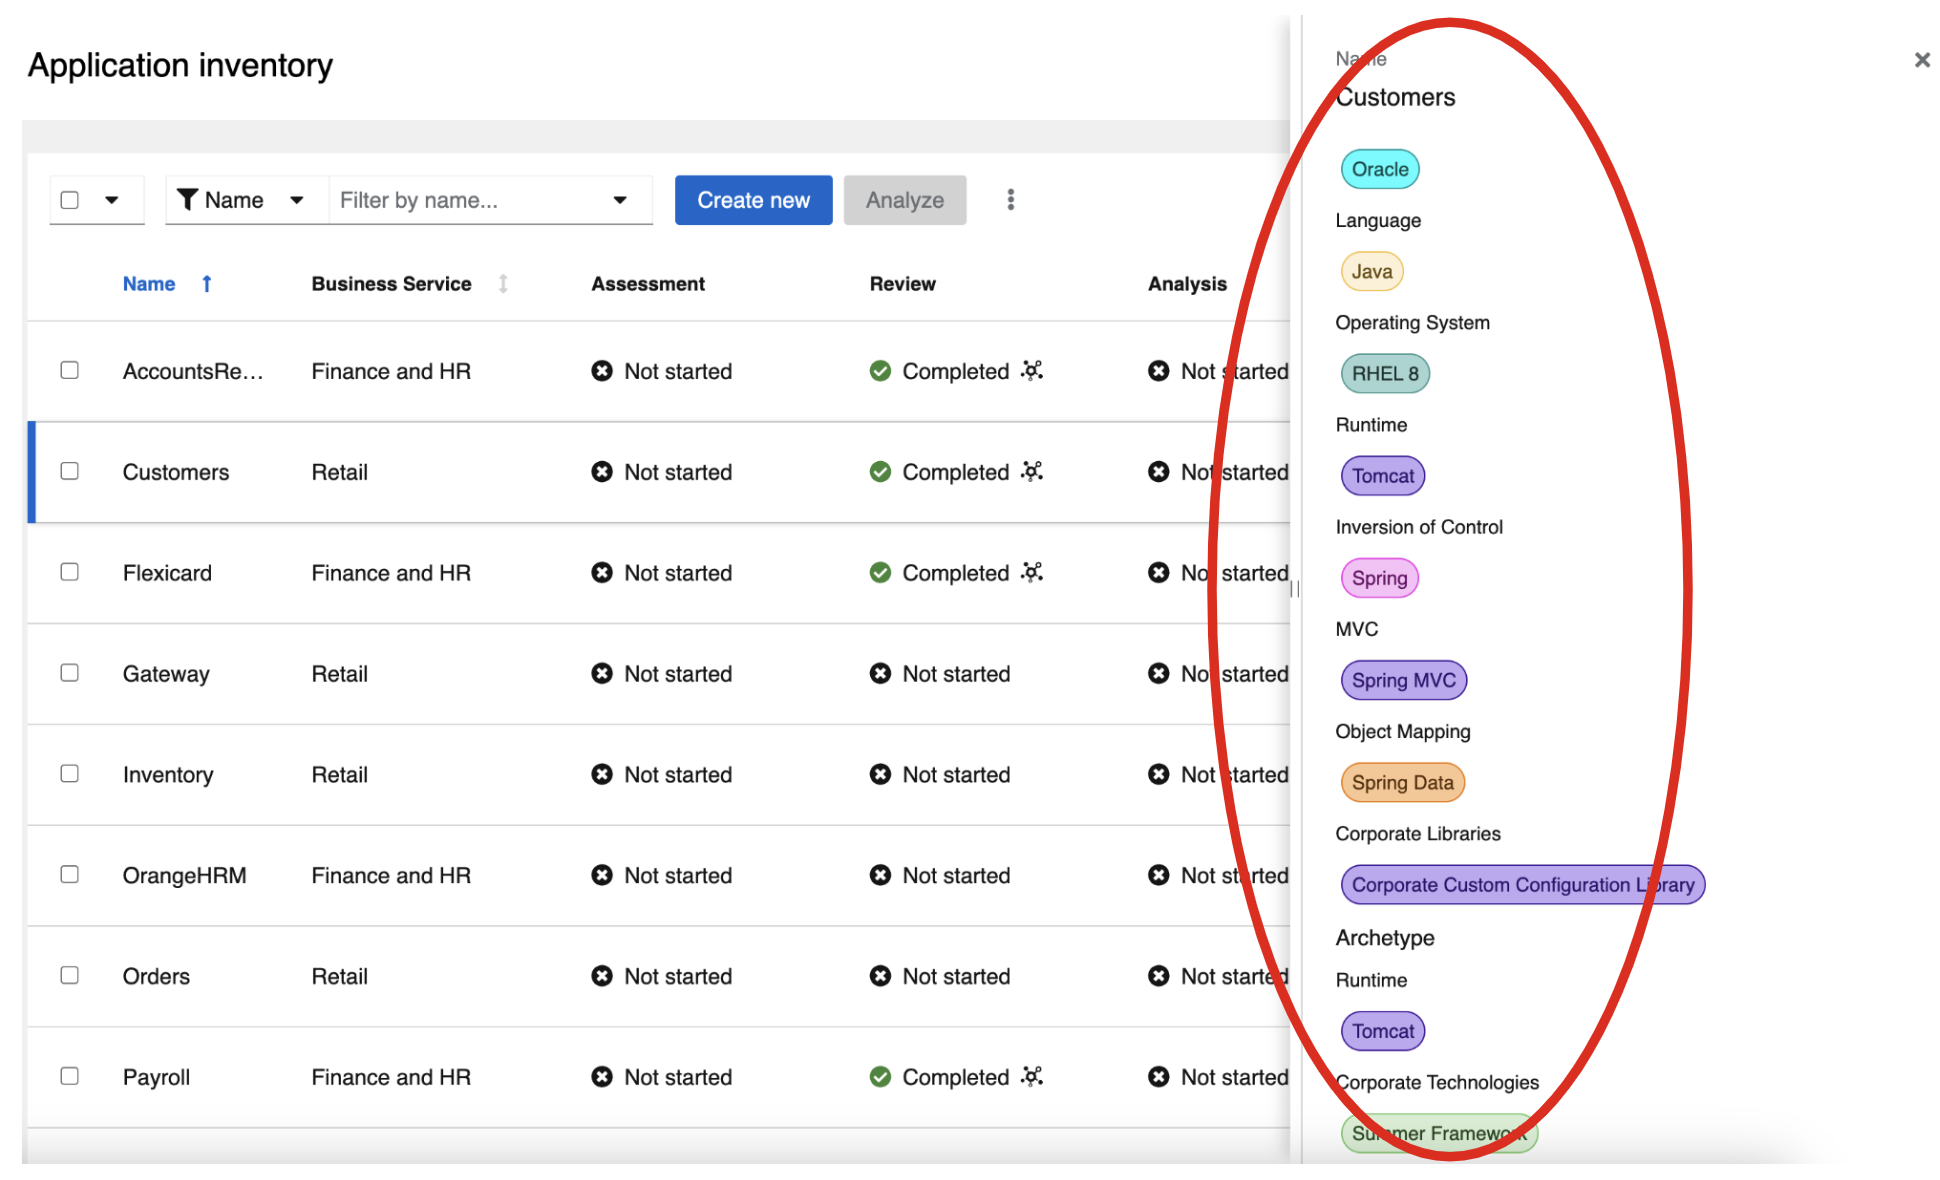 Application inventory
Name Filter by name... Create new Analyze
Name Business Service Assessment Review Analysis
AccountsRe... Finance and HR Not started Completed Not started
Customers Retail Not started Completed Not started
Flexicard Finance and HR Not started Completed Not started
Gateway Retail Not started Not started Not started
Inventory Retail Not started Not started Not started
OrangeHRM Finance and HR Not started Not started Not started
Orders Retail Not started Not started Not started
Payroll Finance and HR Not started Completed Not started
Name
Customers
Oracle
Language
Java
Operating System
RHEL 8
Runtime
Tomcat
Inversion of Control
Spring
MVC
Spring MVC
Object Mapping
Spring Data
Corporate Libraries
Corporate Custom Configuration Library
Archetype
Runtime
Tomcat
Corporate Technologies
Summer Framework